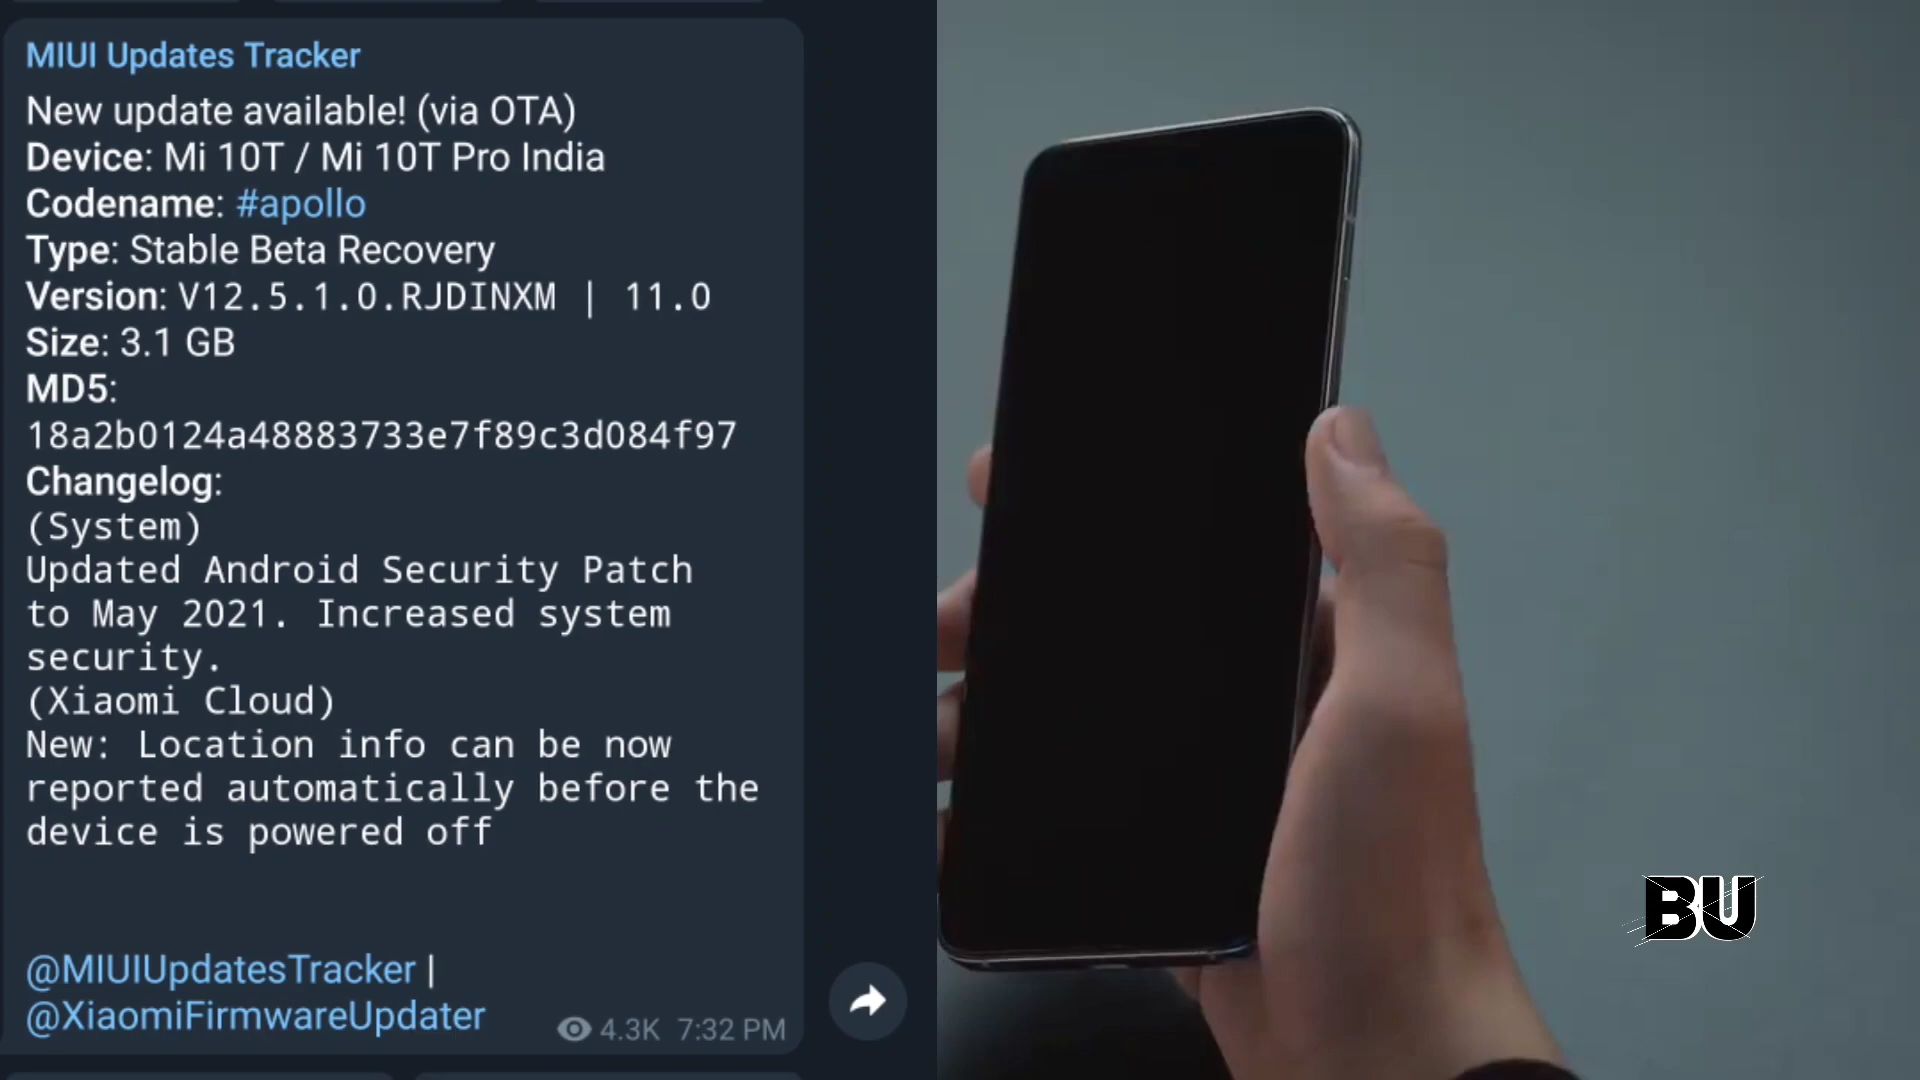 MIUI Updates Tracker
New update available! (via OTA)
Device: Mi 10T / Mi 10T Pro India
Codename: #apollo
Type: Stable Beta Recovery
Version: V12.5.1.0.RJDINXM | 11.0
Size: 3.1 GB
MD5:
18a2b0124a48883733e7f89c3d084f97
Changelog:
(System)
Updated Android Security Patch
to May 2021. Increased system
security.
(Xiaomi Cloud)
New: Location info can be now
reported automatically before the
device is powered off
@MIUIUpdatesTracker |
@XiaomiFirmwareUpdater
4.3K 7:32 PM
BU